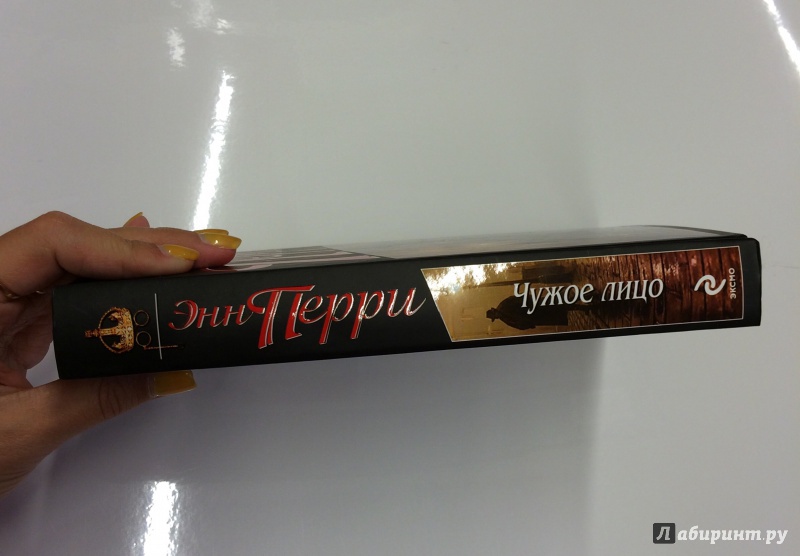 Энн Перри
Чужое лицо
ЭКСМО
Лабиринт.ру